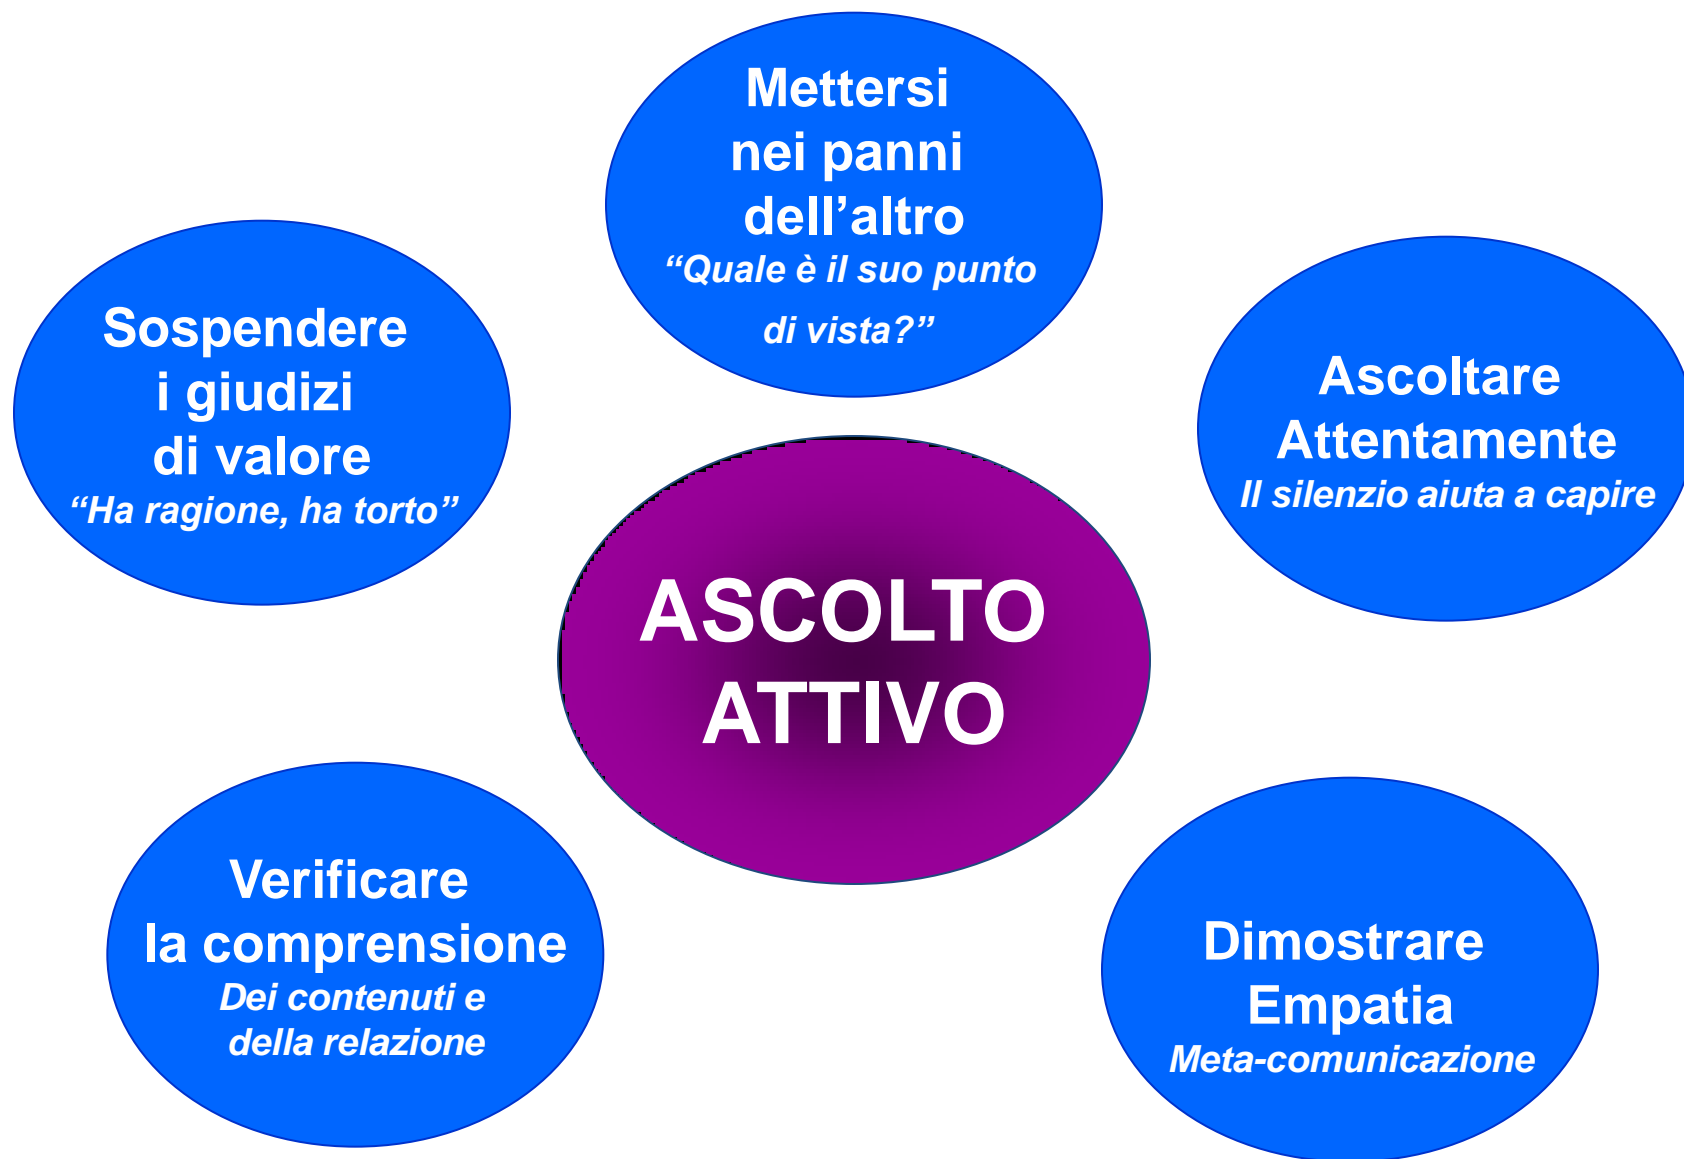 Mettersi
nei panni
dell’altro
“Quale è il suo punto
di vista?”
Sospendere
i giudizi
di valore
“Ha ragione, ha torto”
Ascoltare
Attentamente
Il silenzio aiuta a capire
ASCOLTO
ATTIVO
Verificare
la comprensione
Dei contenuti e
della relazione
Dimostrare
Empatia
Meta-comunicazione